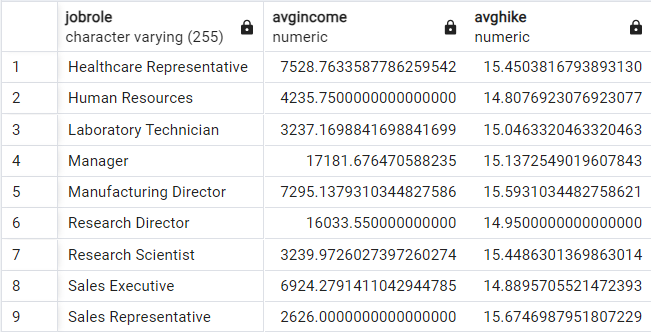 jobrole avgincome avghike
character varying (255) numeric numeric
1 Healthcare Representative 7528.7633587786259542 15.4503816793893130
2 Human Resources 4235.7500000000000000 14.8076923076923077
3 Laboratory Technician 3237.1698841698841699 15.0463320463320463
4 Manager 17181.676470588235 15.1372549019607843
5 Manufacturing Director 7295.1379310344827586 15.5931034482758621
6 Research Director 16033.550000000000 14.9500000000000000
7 Research Scientist 3239.9726027397260274 15.4486301369863014
8 Sales Executive 6924.2791411042944785 14.8895705521472393
9 Sales Representative 2626.0000000000000000 15.6746987951807229